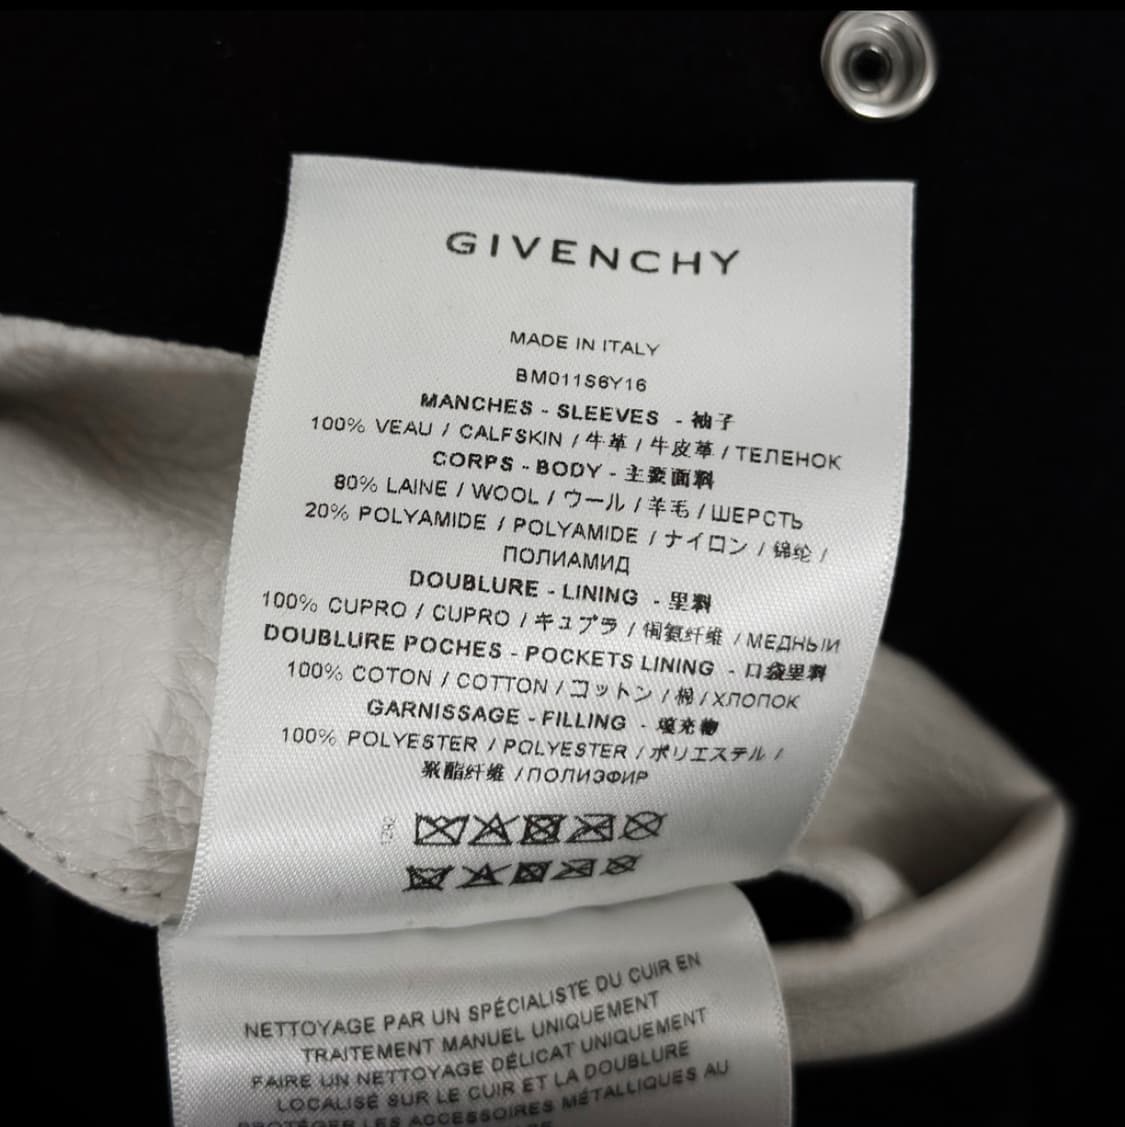 GIVENCHY
MADE IN ITALY
BM011S6Y16
MANCHES - SLEEVES - 袖子
100% VEAU / CALFSKIN / 牛革 / 牛皮革 / ТЕЛЕНОК
CORPS - BODY - 主要面料
80% LAINE / WOOL / ウール / 羊毛 / ШЕРСТЬ
20% POLYAMIDE / POLYAMIDE / ナイロン / 锦纶 /
ПОЛИАМИД
DOUBLURE - LINING - 里料
100% CUPRO / CUPRO / キュプラ / 铜氨纤维 / МЕДНЫЙ
DOUBLURE POCHES - POCKETS LINING - 口袋里料
100% COTON / COTTON / コットン / 棉 / ХЛОПОК
GARNISSAGE - FILLING - 填充物
100% POLYESTER / POLYESTER / ポリエステル /
聚酯纤维 / ПОЛИЭФИР
NETTOYAGE PAR UN SPÉCIALISTE DU CUIR EN
TRAITEMENT MANUEL UNIQUEMENT
FAIRE UN NETTOYAGE DÉLICAT UNIQUEMENT
LOCALISÉ SUR LE CUIR ET LA DOUBLURE
PROTÉGER LES ACCESSOIRES MÉTALLIQUES AU